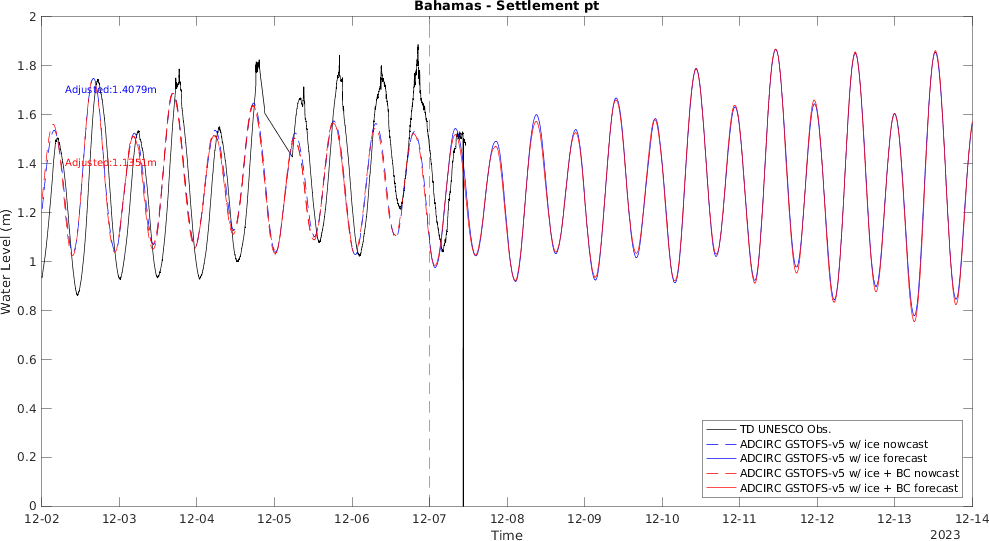 Bahamas - Settlement pt
Water Level (m)
2
1.8
1.6
1.4
1.2
1
0.8
0.6
0.4
0.2
0
Adjusted:1.4079m
Adjusted:1.1351m
TD UNESCO Obs.
ADCIRC GSTOFS-v5 w/ ice nowcast
ADCIRC GSTOFS-v5 w/ ice forecast
ADCIRC GSTOFS-v5 w/ ice + BC nowcast
ADCIRC GSTOFS-v5 w/ ice + BC forecast
12-02 12-03 12-04 12-05 12-06 12-07 12-08 12-09 12-10 12-11 12-12 12-13 12-14
Time
2023